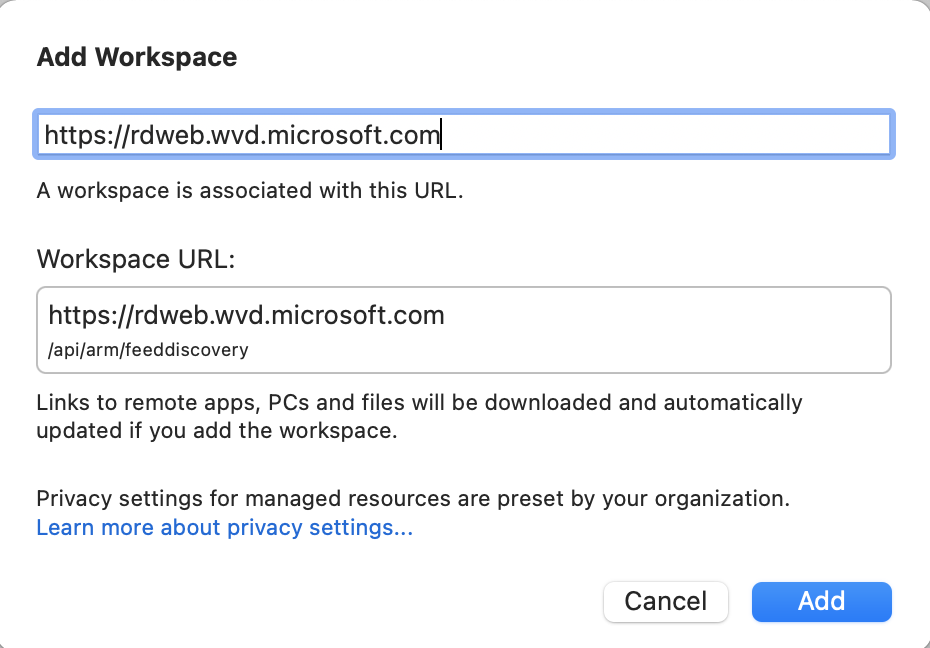 Add Workspace
https://rdweb.wvd.microsoft.com
A workspace is associated with this URL.
Workspace URL:
https://rdweb.wvd.microsoft.com
/api/arm/feeddiscovery
Links to remote apps, PCs and files will be downloaded and automatically
updated if you add the workspace.
Privacy settings for managed resources are preset by your organization.
Learn more about privacy settings...
Cancel
Add